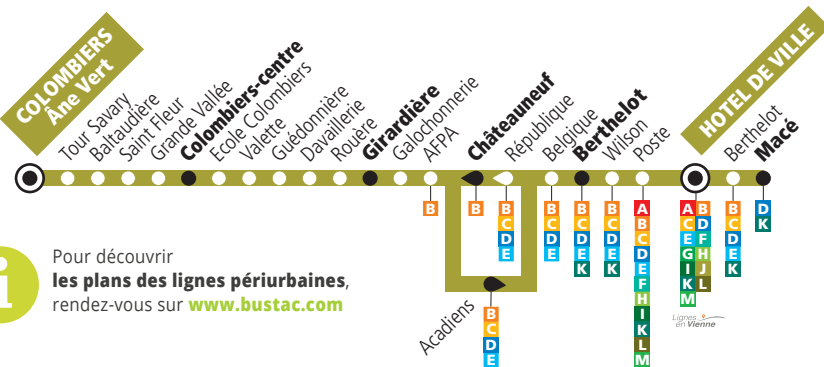 COLOMBIERS
Âne Vert
Tour Savary
Baltaudière
Saint Fleur
Grande Vallée
Colombiers-centre
Ecole Colombiers
Valette
Guédonnière
Davaillerie
Rouère
Girardière
Galochonnerie
AFPA
Châteauneuf
République
Belgique
Berthelot
Wilson
Poste
HOTEL DE VILLE
Berthelot
Macé
B
B
B
C
D
E
B
C
D
E
B
C
D
E
K
B
C
D
E
K
A
B
C
D
E
F
H
I
K
L
M
A B
C D
E F
G H
I J
K L
M
B
C
D
E
K
D
K
Acadiens
B
C
D
E
Lignes
en Vienne
i
Pour découvrir
les plans des lignes périurbaines,
rendez-vous sur www.bustac.com